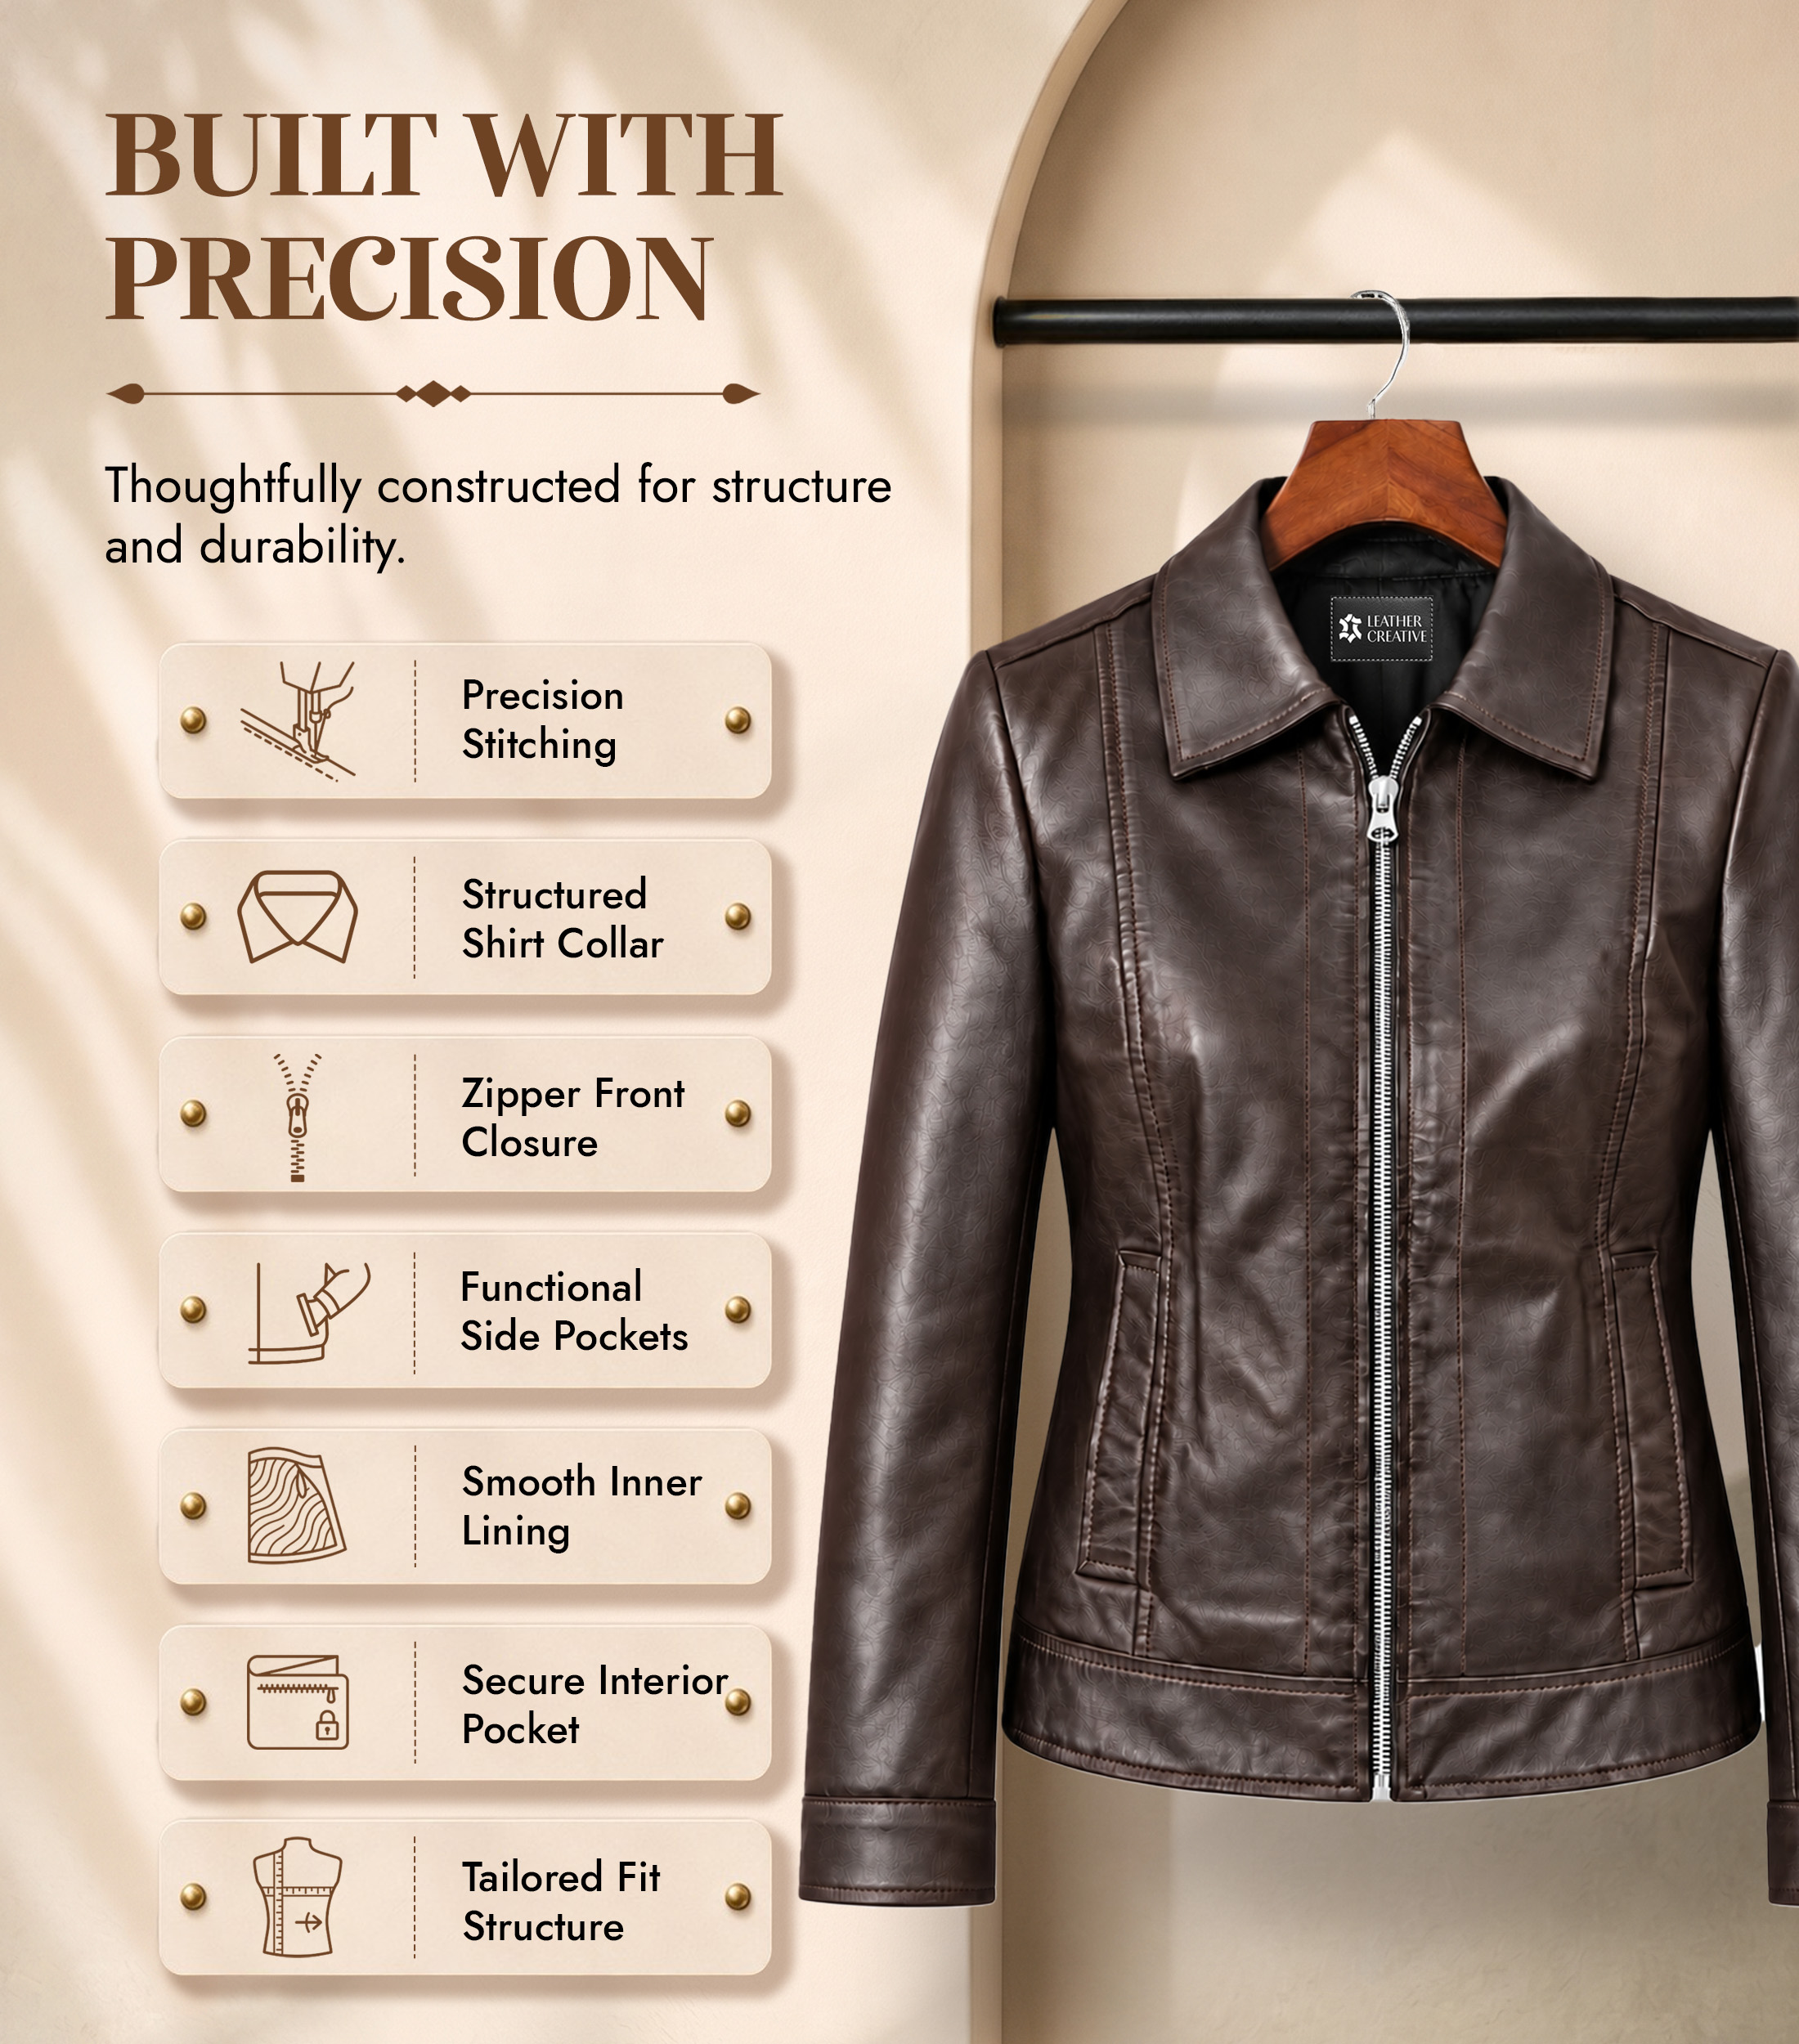 BUILT WITH
PRECISION
Thoughtfully constructed for structure
and durability.
Precision
Stitching
Structured
Shirt Collar
Zipper Front
Closure
Functional
Side Pockets
Smooth Inner
Lining
Secure Interior
Pocket
Tailored Fit
Structure
LEATHER
CREATIVE